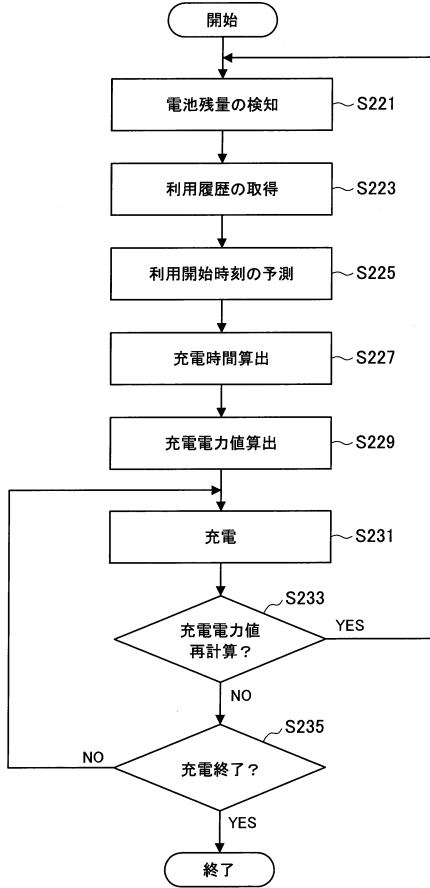 開始
電池残量の検知
S221
利用履歴の取得
S223
利用開始時刻の予測
S225
充電時間算出
S227
充電電力値算出
S229
充電
S231
S233
充電電力値
再計算？
YES
NO
S235
充電終了？
NO
YES
終了